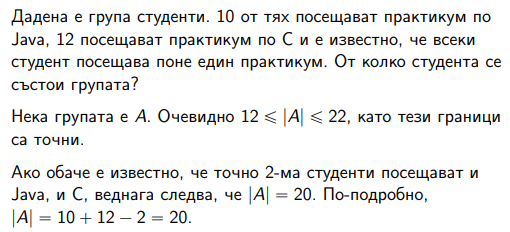 Дадена е група студенти. 10 от тях посещават практикум по
Java, 12 посещават практикум по C и е известно, че всеки
студент посещава поне един практикум. От колко студента се
състои групата?
Нека групата е A. Очевидно 12 ⩽ |A| ⩽ 22, като тези граници
са точни.
Ако обаче е известно, че точно 2-ма студенти посещават и
Java, и C, веднага следва, че |A| = 20. По-подробно,
|A| = 10 + 12 − 2 = 20.